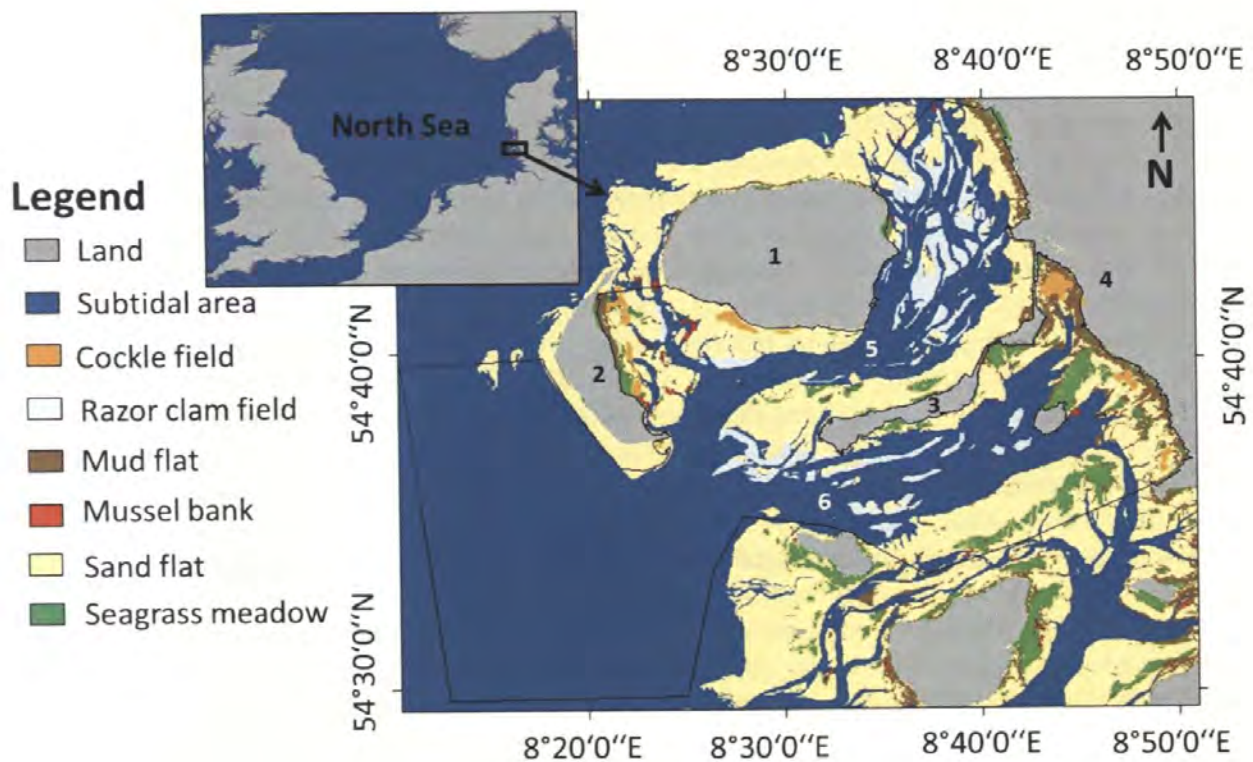 8°30‘0‘‘E 8°40‘0‘‘E 8°50‘0‘‘E
North Sea
N
Legend
Land
Subtidal area
Cockle field
Razor clam field
Mud flat
Mussel bank
Sand flat
Seagrass meadow
1
4
5
2
3
6
54°40‘0‘‘N
54°30‘0‘‘N
54°40‘0‘‘N
54°30‘0‘‘N
8°20‘0‘‘E 8°30‘0‘‘E 8°40‘0‘‘E 8°50‘0‘‘E